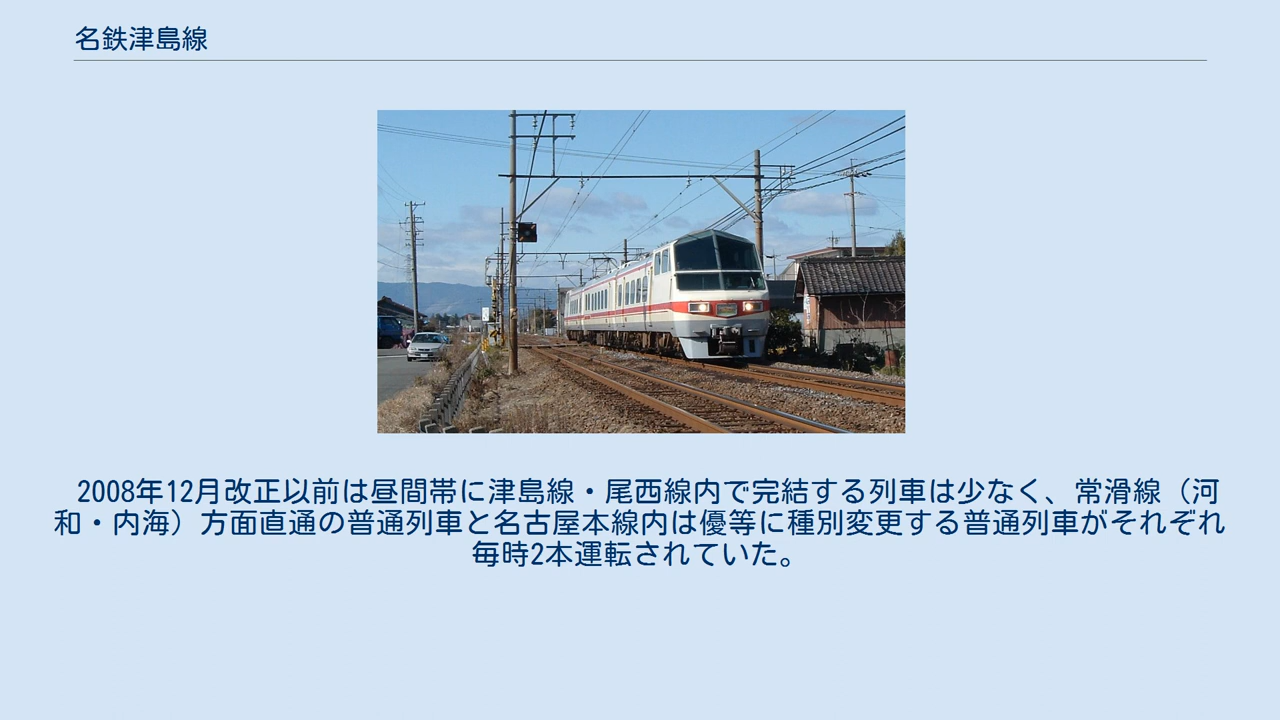 名鉄津島線
2008年12月改正以前は昼間帯に津島線・尾西線内で完結する列車は少なく、常滑線（河
和・内海）方面直通の普通列車と名古屋本線内は優等に種別変更する普通列車がそれぞれ
毎時2本運転されていた。